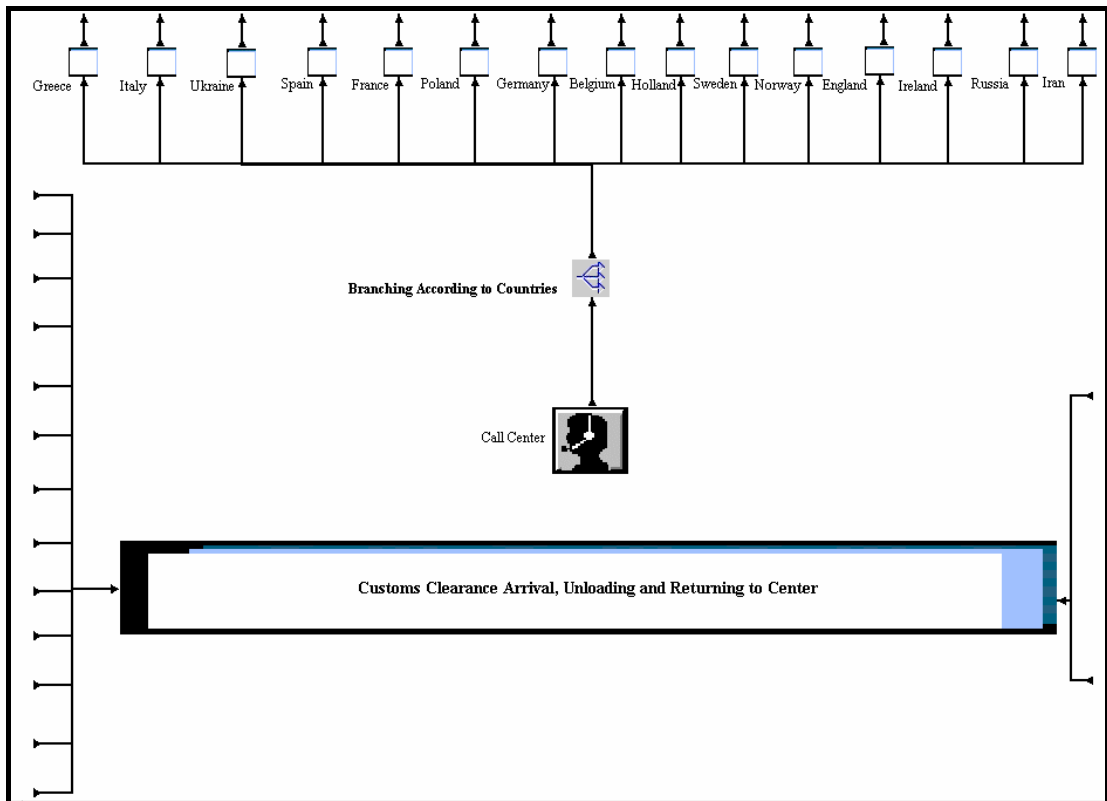 Greece
Italy
Ukraine
Spain
France
Poland
Germany
Belgium
Holland
Sweden
Norway
England
Ireland
Russia
Iran
Branching According to Countries
Call Center
Customs Clearance Arrival, Unloading and Returning to Center